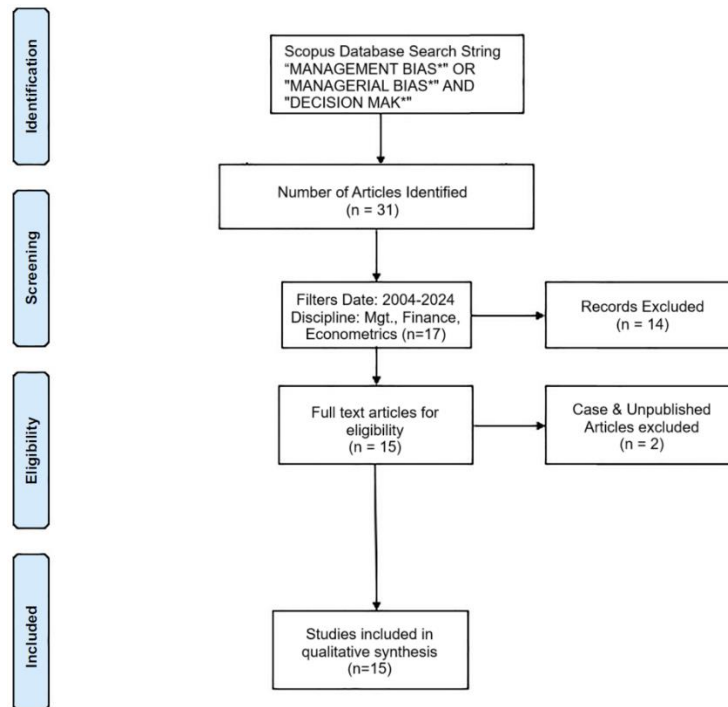 Identification
Scopus Database Search String
“MANAGEMENT BIAS*" OR
"MANAGERIAL BIAS*" AND
"DECISION MAK*"
Number of Articles Identified
(n = 31)
Screening
Filters Date: 2004-2024
Discipline: Mgt., Finance,
Econometrics (n=17)
Records Excluded
(n = 14)
Eligibility
Full text articles for
eligibility
(n = 15)
Case & Unpublished
Articles excluded
(n = 2)
Included
Studies included in
qualitative synthesis
(n=15)